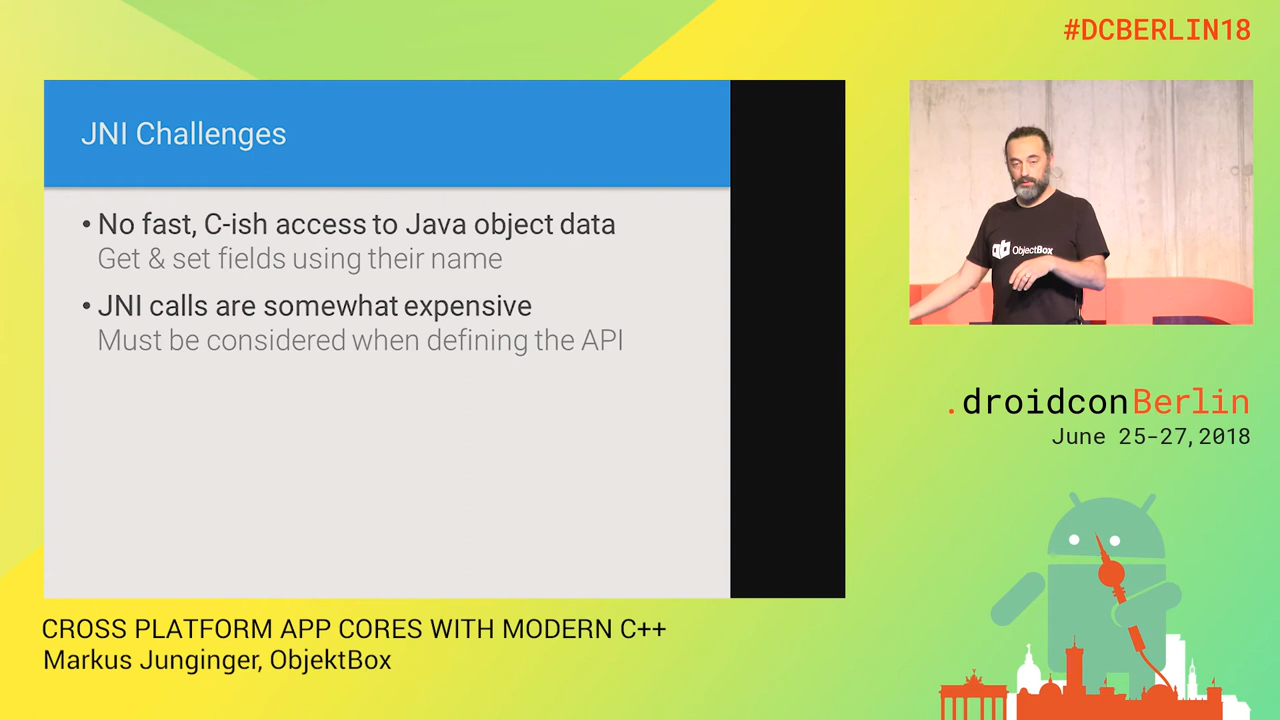 #DCBERLIN18
JNI Challenges
• No fast, C-ish access to Java object data
Get & set fields using their name
• JNI calls are somewhat expensive
Must be considered when defining the API
ObjectBox
.droidconBerlin
June 25-27, 2018
CROSS PLATFORM APP CORES WITH MODERN C++
Markus Junginger, ObjektBox